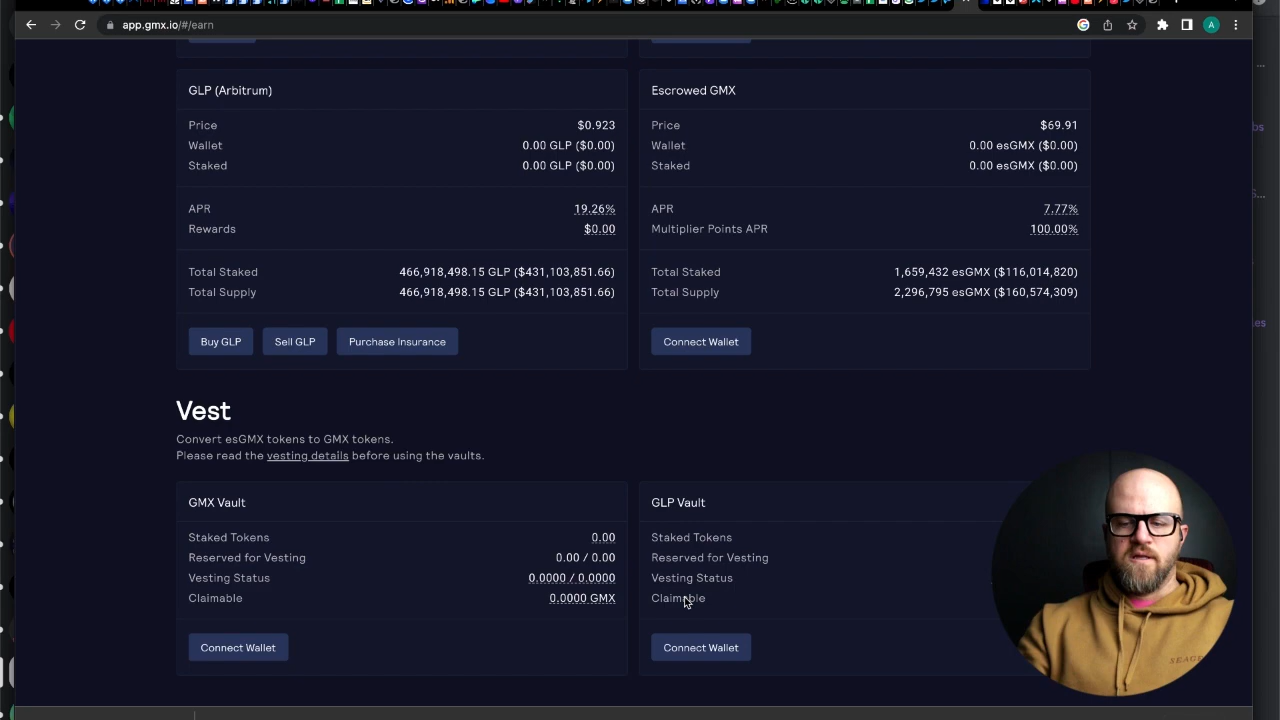 app.gmx.io/#/earn
A
GLP (Arbitrum)
Price $0.923
Wallet 0.00 GLP ($0.00)
Staked 0.00 GLP ($0.00)
APR 19.26%
Rewards $0.00
Total Staked 466,918,498.15 GLP ($431,103,851.66)
Total Supply 466,918,498.15 GLP ($431,103,851.66)
Buy GLP Sell GLP Purchase Insurance
Escrowed GMX
Price $69.91
Wallet 0.00 esGMX ($0.00)
Staked 0.00 esGMX ($0.00)
APR 7.77%
Multiplier Points APR 100.00%
Total Staked 1,659,432 esGMX ($116,014,820)
Total Supply 2,296,795 esGMX ($160,574,309)
Connect Wallet
Vest
Convert esGMX tokens to GMX tokens.
Please read the vesting details before using the vaults.
GMX Vault
Staked Tokens 0.00
Reserved for Vesting 0.00 / 0.00
Vesting Status 0.0000 / 0.0000
Claimable 0.0000 GMX
Connect Wallet
GLP Vault
Staked Tokens
Reserved for Vesting
Vesting Status
Claimable
Connect Wallet